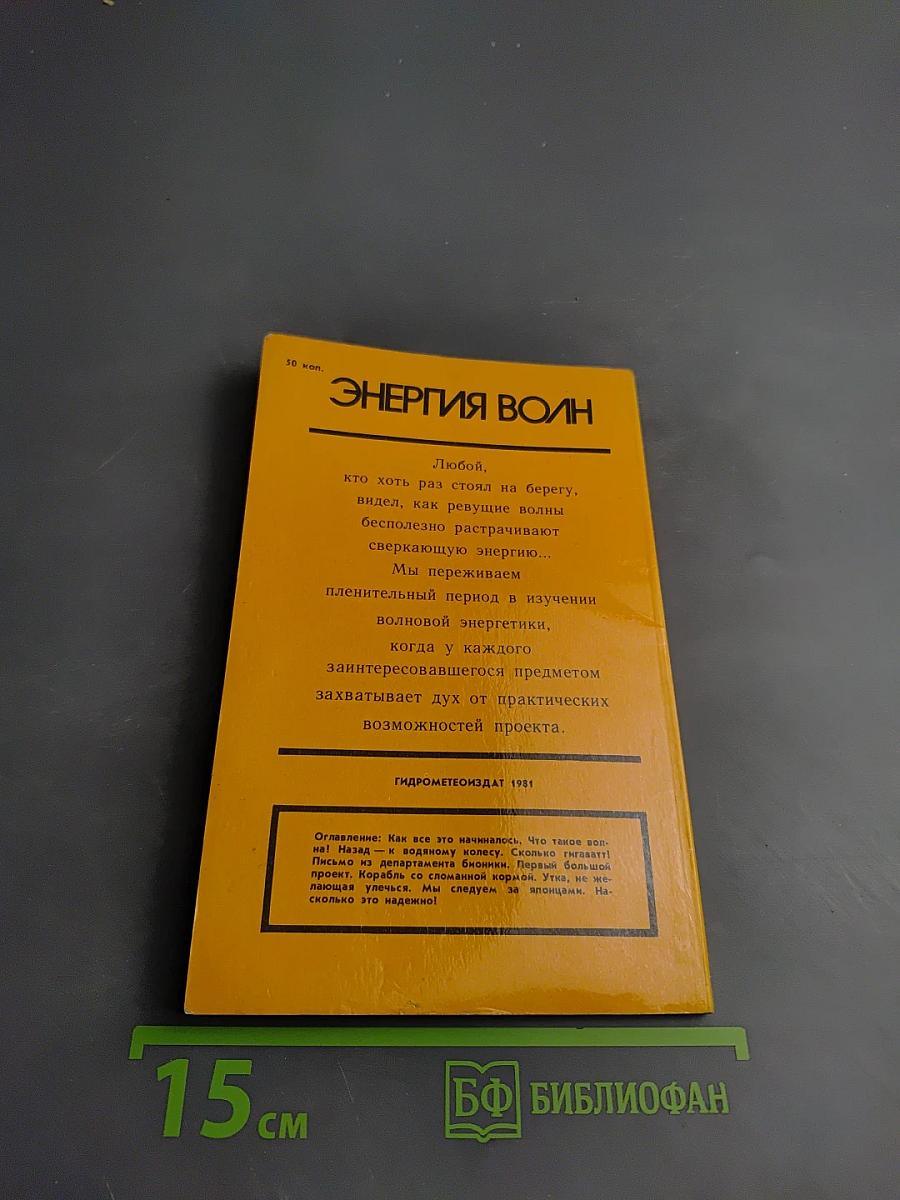 50 коп.
ЭНЕРГИЯ ВОЛН
Любой,
кто хоть раз стоял на берегу,
видел, как ревущие волны
бесполезно растрачивают
сверкающую энергию...
Мы переживаем
пленительный период в изучении
волновой энергетики,
когда у каждого
заинтересовавшегося предметом
захватывает дух от практических
возможностей проекта.
ГИДРОМЕТЕОИЗДАТ 1981
Оглавление: Как все это начиналось. Что такое вол-
на! Назад — к водяному колесу. Сколько гигаватт!
Письмо из департамента бионики. Первый большой
проект. Корабль со сломанной кормой. Утка, не же-
лающая улечься. Мы следуем за японцами. На-
сколько это надежно!
15 см
БФ БИБЛИОФАН